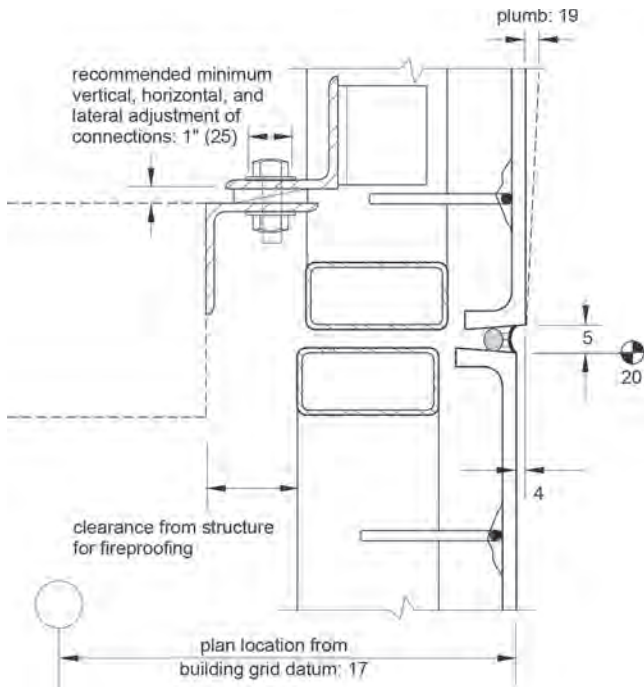 plumb: 19
recommended minimum
vertical, horizontal, and
lateral adjustment of
connections: 1" (25)
5
20
4
clearance from structure
for fireproofing
plan location from
building grid datum: 17